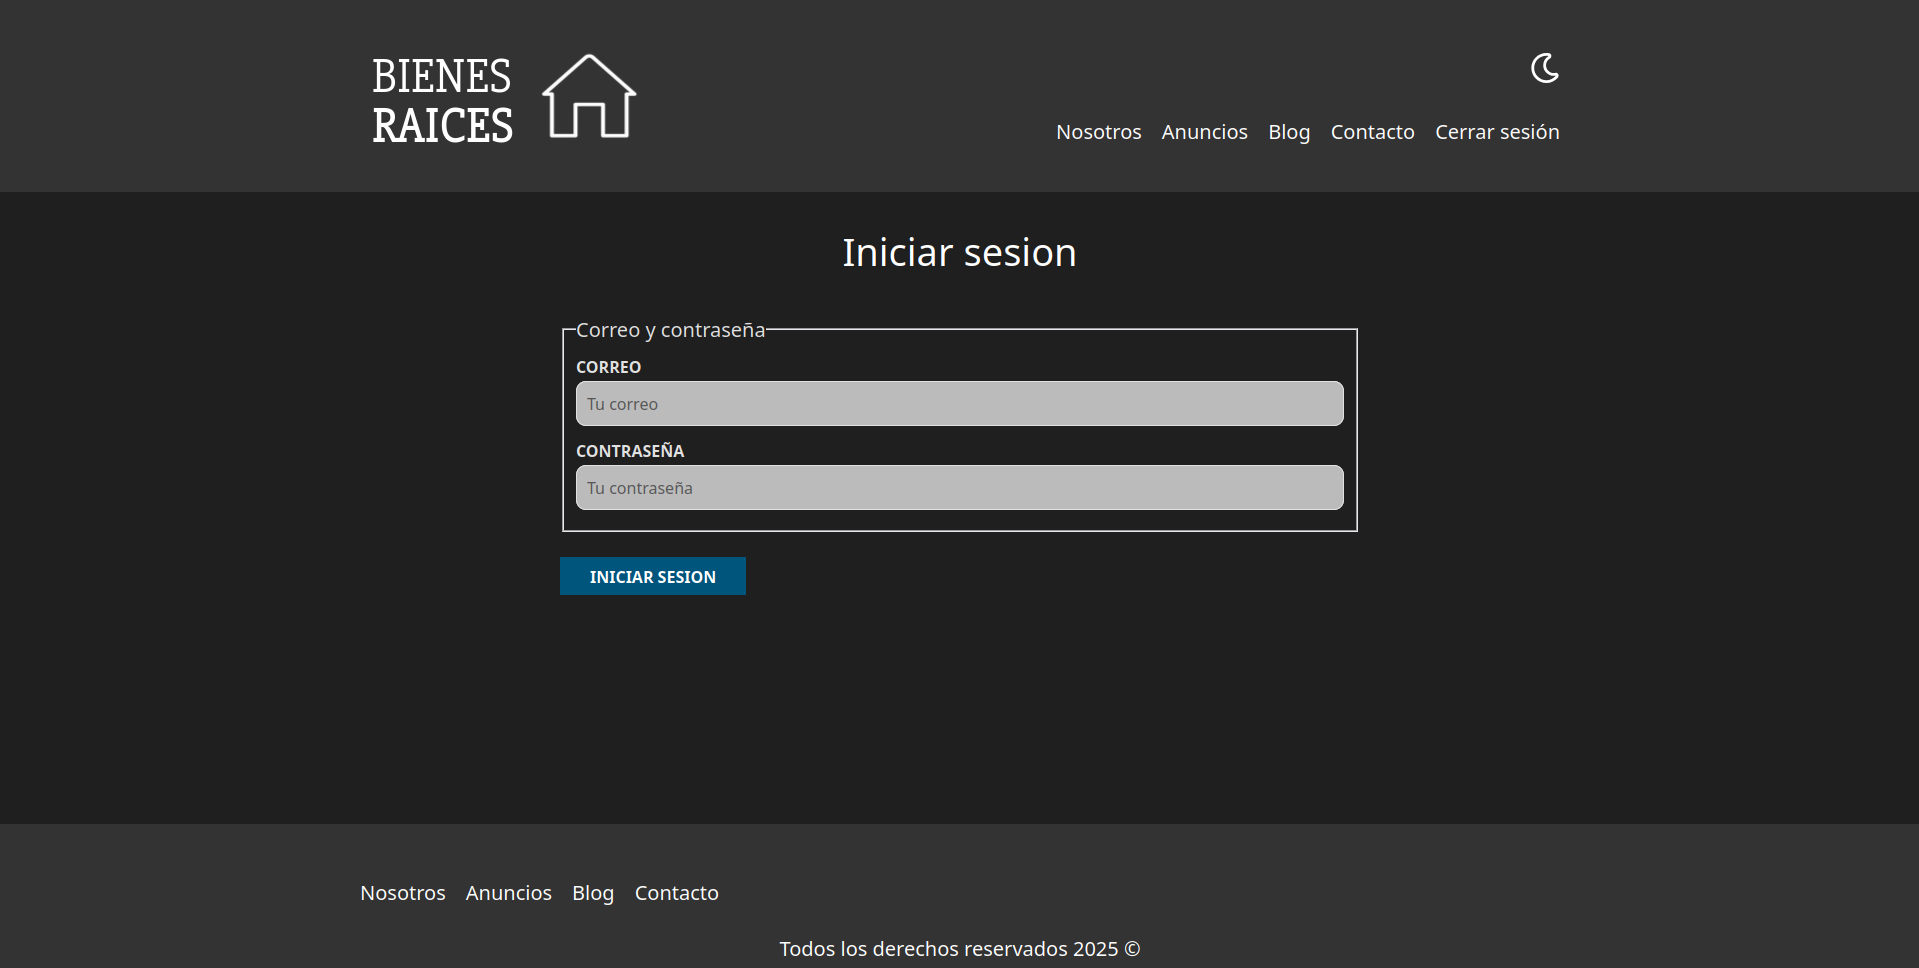 BIENES
RAICES
Nosotros Anuncios Blog Contacto Cerrar sesión
Iniciar sesion
Correo y contraseña
CORREO
Tu correo
CONTRASEÑA
Tu contraseña
INICIAR SESION
Nosotros Anuncios Blog Contacto
Todos los derechos reservados 2025 ©